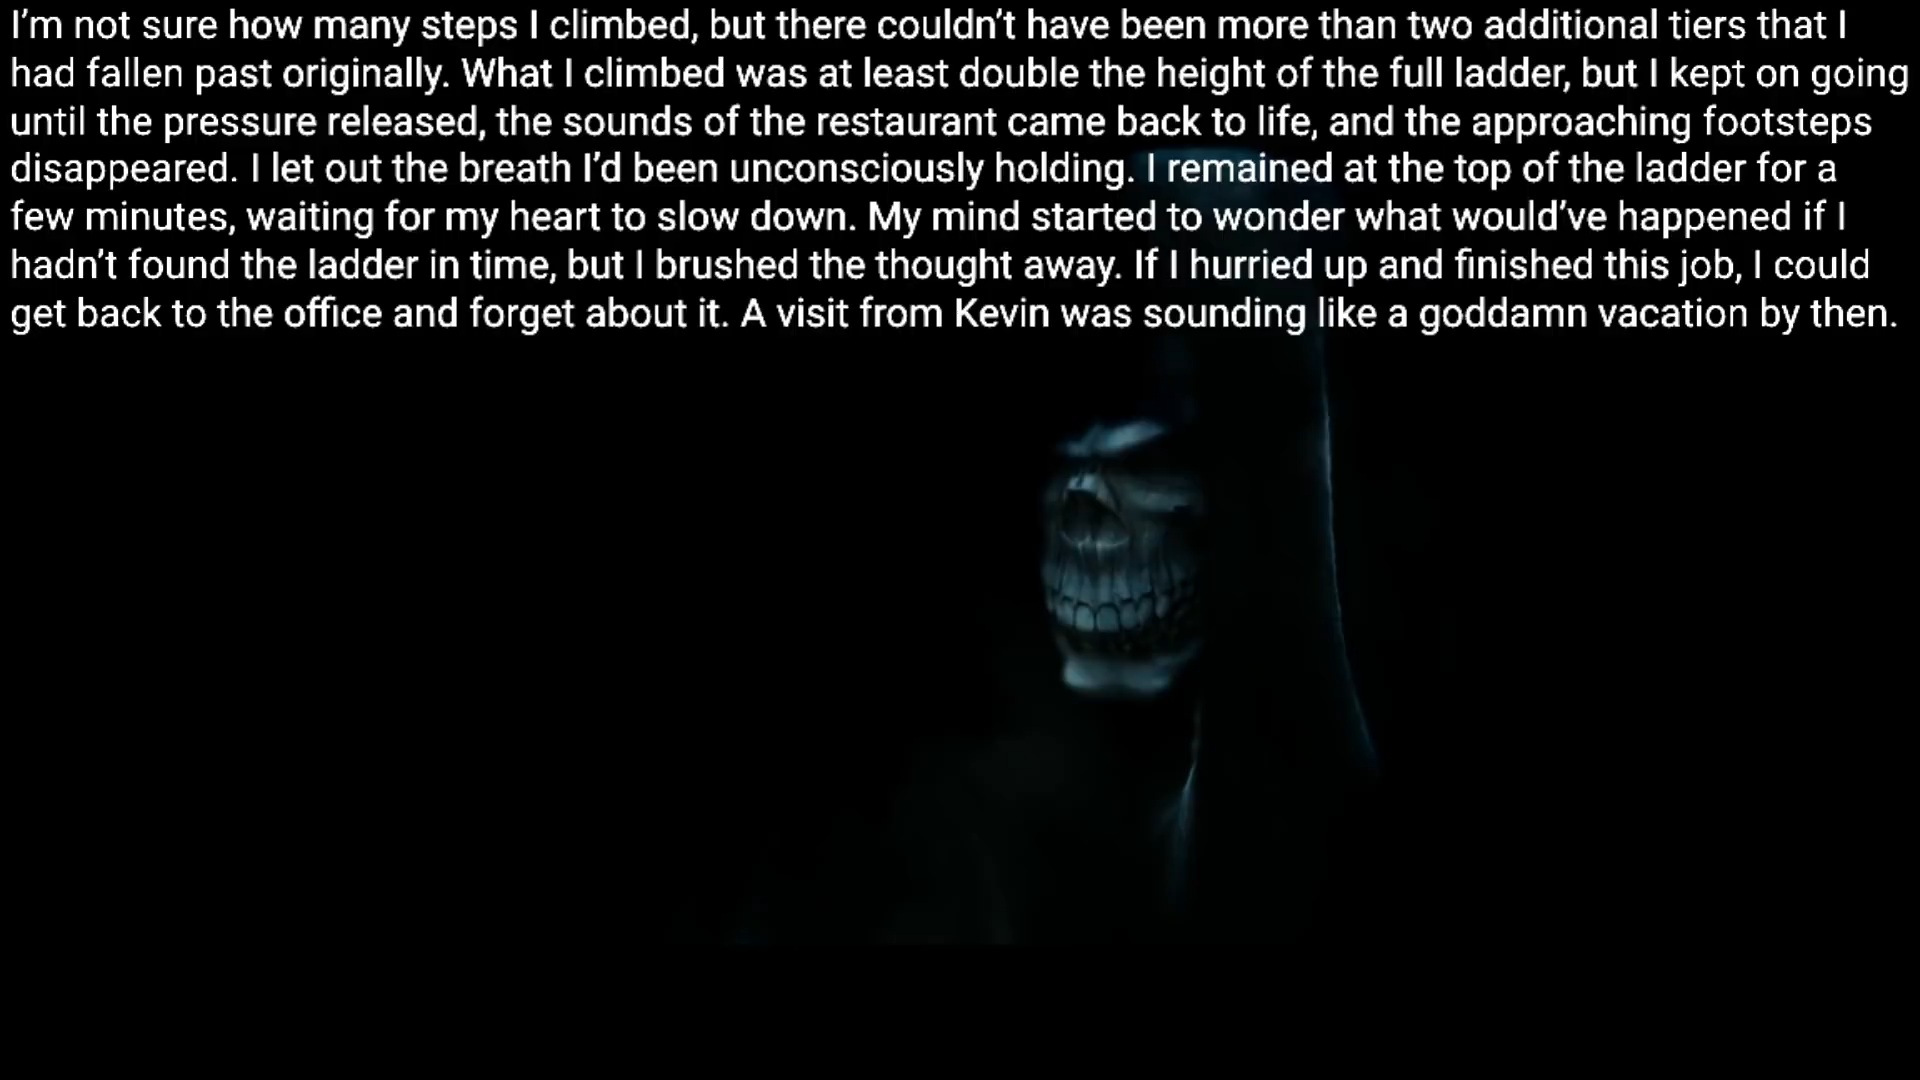 I’m not sure how many steps I climbed, but there couldn’t have been more than two additional tiers that I
had fallen past originally. What I climbed was at least double the height of the full ladder, but I kept on going
until the pressure released, the sounds of the restaurant came back to life, and the approaching footsteps
disappeared. I let out the breath I’d been unconsciously holding. I remained at the top of the ladder for a
few minutes, waiting for my heart to slow down. My mind started to wonder what would’ve happened if I
hadn’t found the ladder in time, but I brushed the thought away. If I hurried up and finished this job, I could
get back to the office and forget about it. A visit from Kevin was sounding like a goddamn vacation by then.